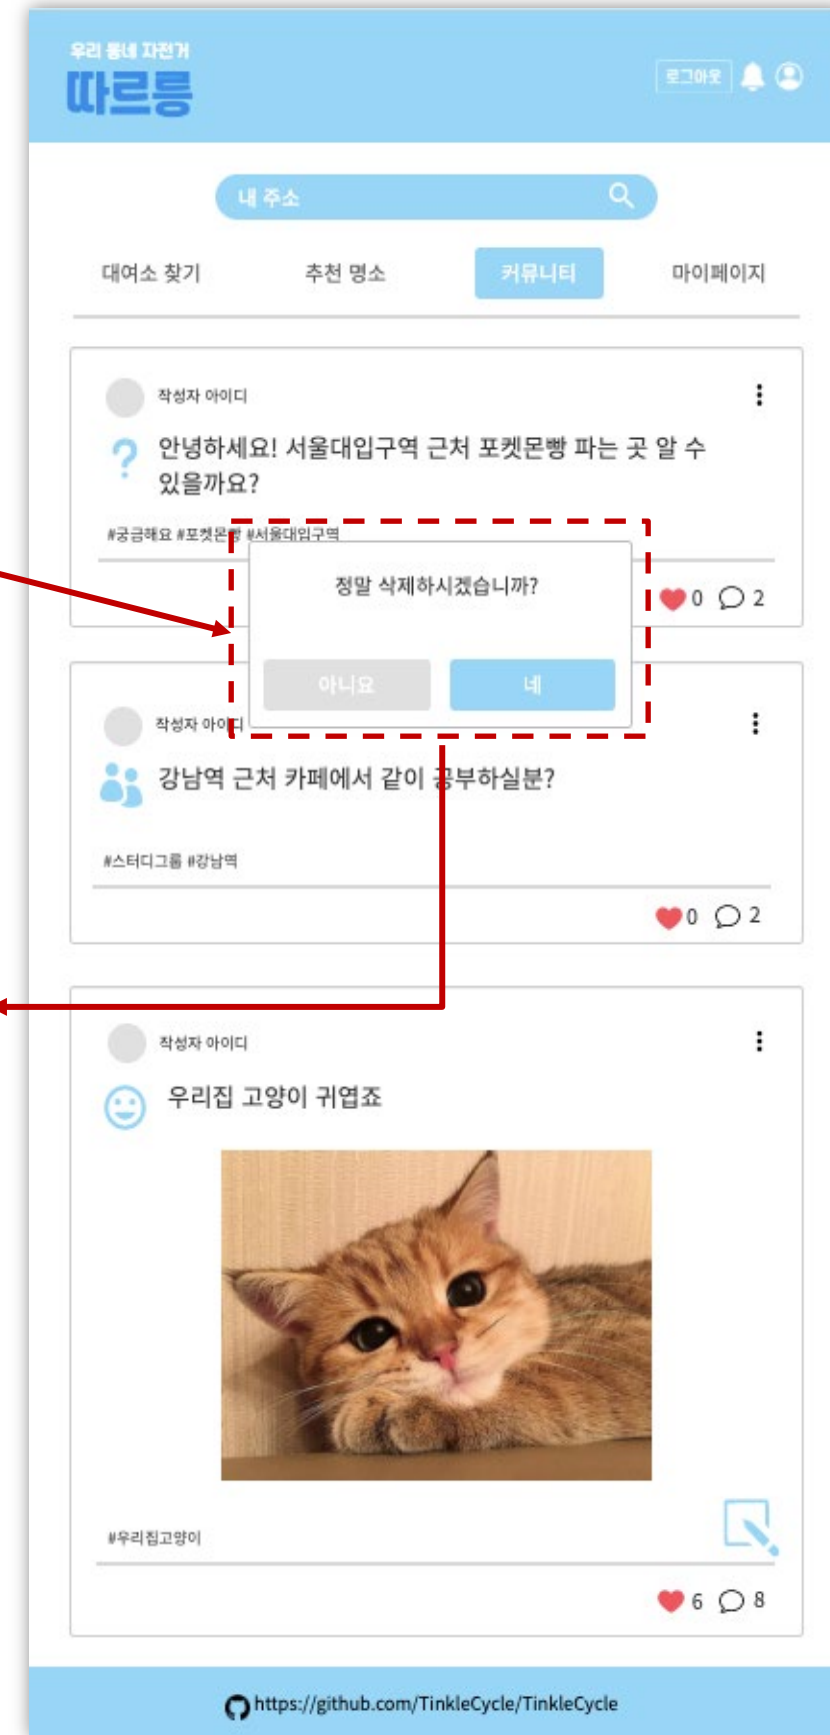 우리 동네 자전거
따르릉
로그아웃
내 주소
대여소 찾기 추천 명소 커뮤니티 마이페이지
작성자 아이디
안녕하세요! 서울대입구역 근처 포켓몬빵 파는 곳 알 수
있을까요?
#궁금해요 #포켓몬빵 #서울대입구역
0 2
정말 삭제하시겠습니까?
아니요 네
작성자 아이디
강남역 근처 카페에서 같이 공부하실분?
#스터디그룹 #강남역
0 2
작성자 아이디
우리집 고양이 귀엽죠
#우리집고양이
6 8
https://github.com/TinkleCycle/TinkleCycle